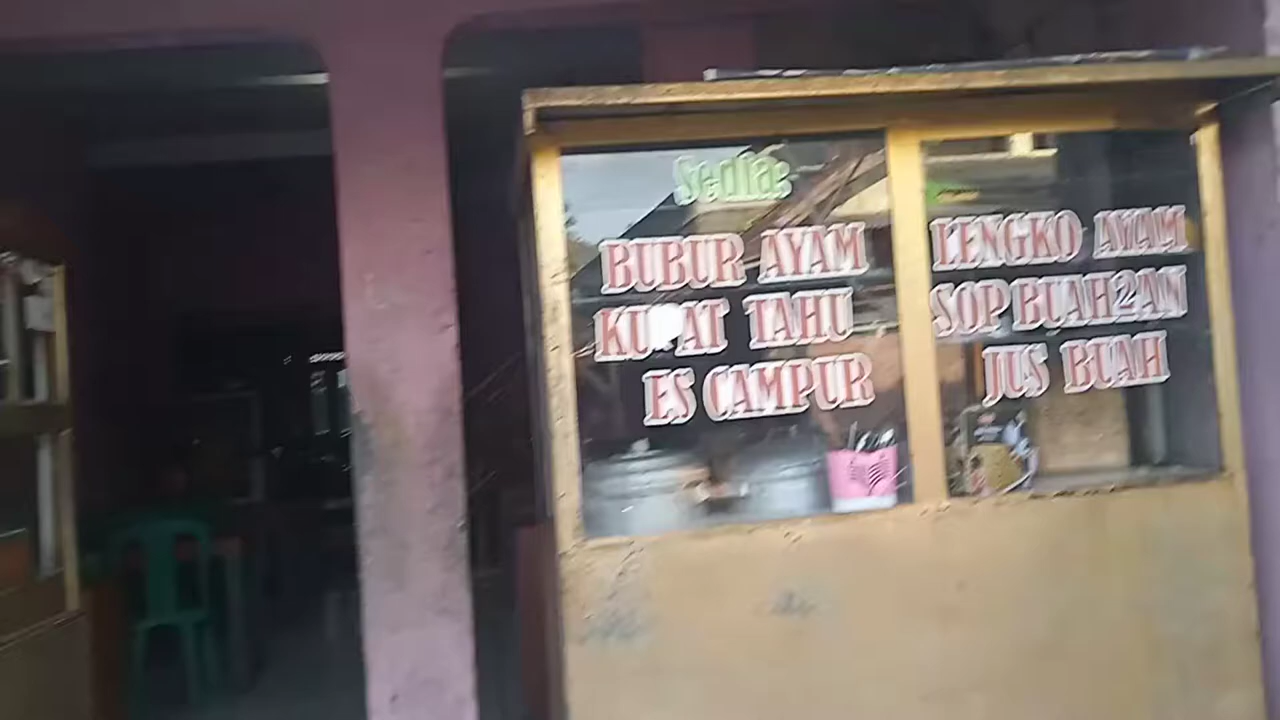 Sedia:
BUBUR AYAM
TAHU
ES CAMPUR
LENGKO AYAM
SOP BUAH2AN
JUS BUAH